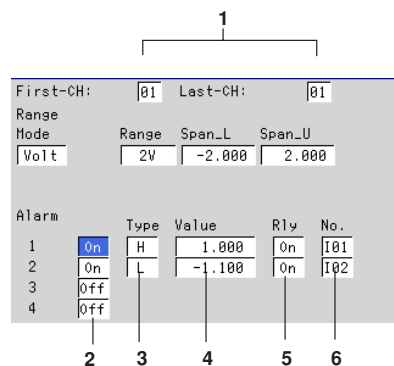 1
First-CH: 01 Last-CH: 01
Range
Mode Range Span_L Span_U
Volt 2V -2.000 2.000
Alarm
Type Value Rly No.
1 On H 1.000 On I01
2 On L -1.100 On I02
3 Off
4 Off
2 3 4 5 6